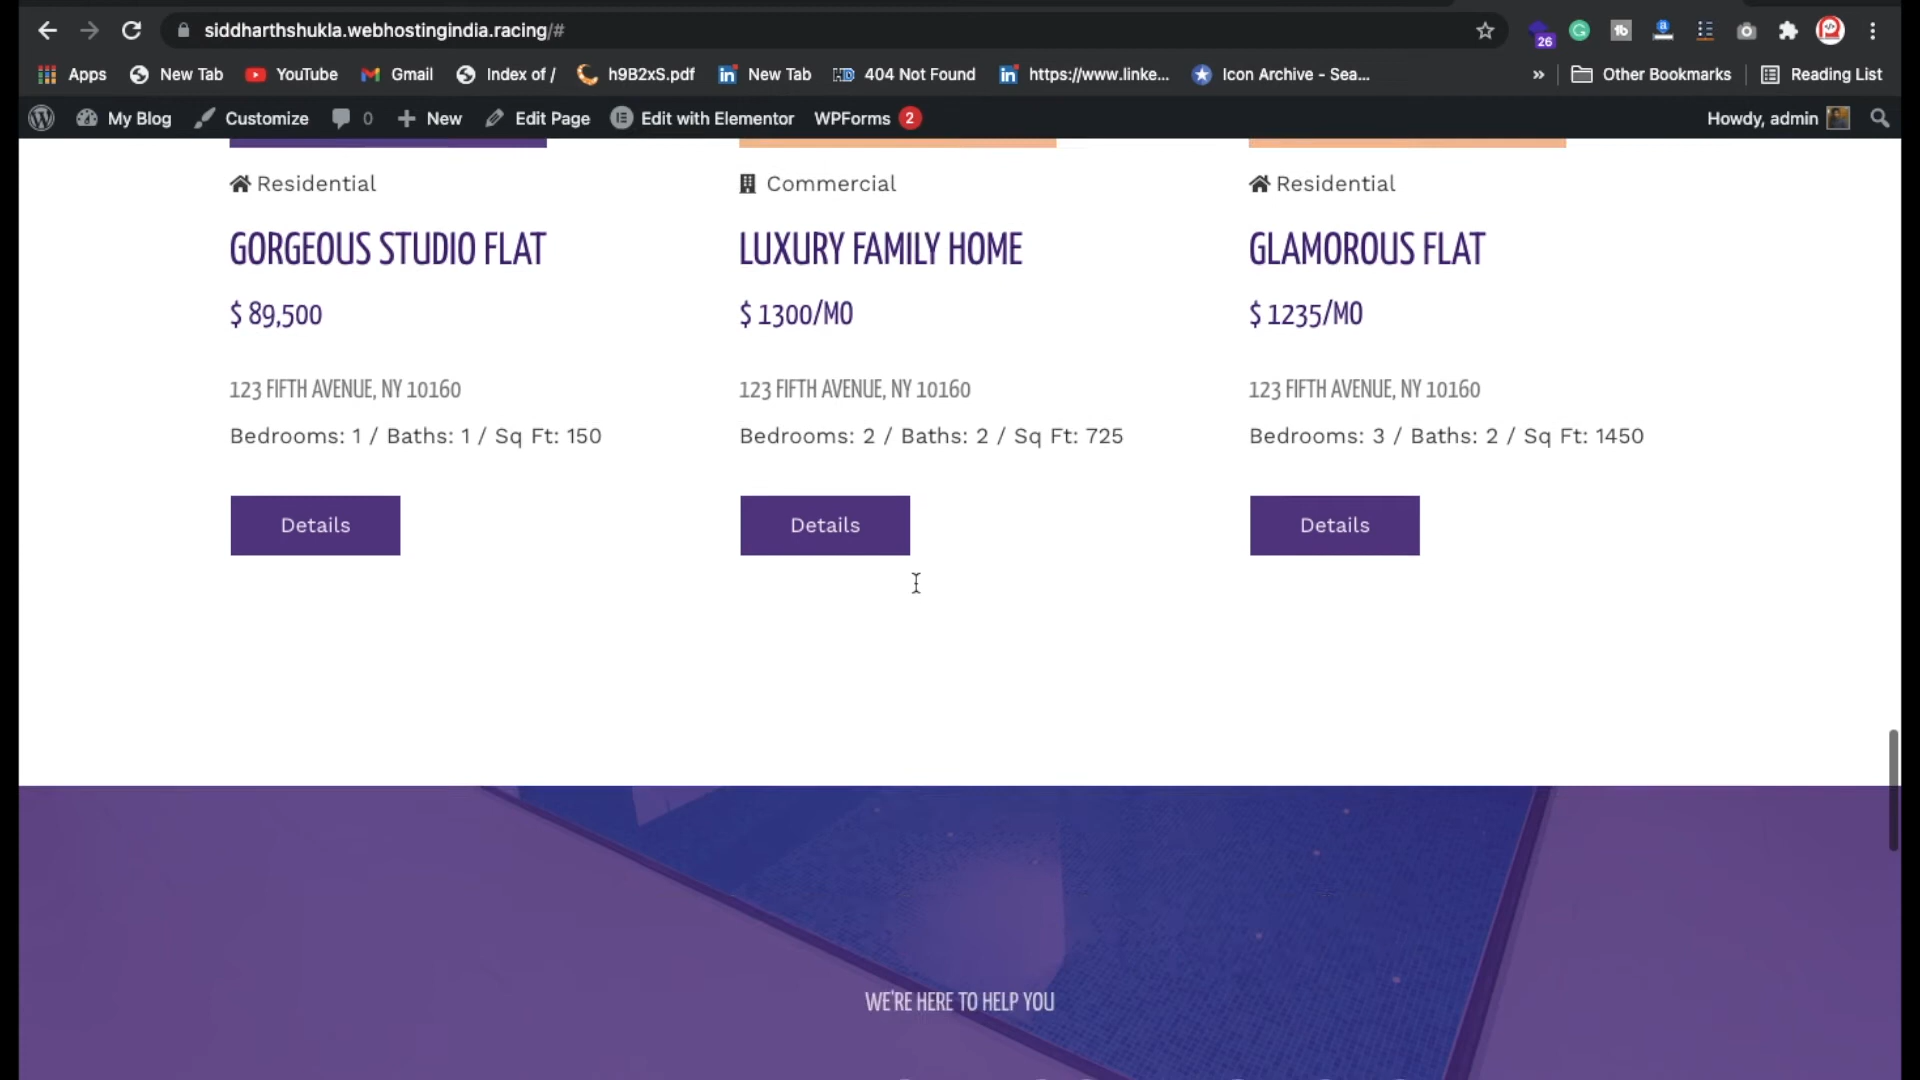 siddharthshukla.webhostingindia.racing/#
26
Apps New Tab YouTube Gmail Index of / h9B2xS.pdf New Tab 404 Not Found https://www.linke... Icon Archive - Sea... » Other Bookmarks Reading List
My Blog Customize 0 New Edit Page Edit with Elementor WPForms 2 Howdy, admin
Residential
GORGEOUS STUDIO FLAT
$ 89,500
123 FIFTH AVENUE, NY 10160
Bedrooms: 1 / Baths: 1 / Sq Ft: 150
Details
Commercial
LUXURY FAMILY HOME
$ 1300/MO
123 FIFTH AVENUE, NY 10160
Bedrooms: 2 / Baths: 2 / Sq Ft: 725
Details
Residential
GLAMOROUS FLAT
$ 1235/MO
123 FIFTH AVENUE, NY 10160
Bedrooms: 3 / Baths: 2 / Sq Ft: 1450
Details
WE'RE HERE TO HELP YOU